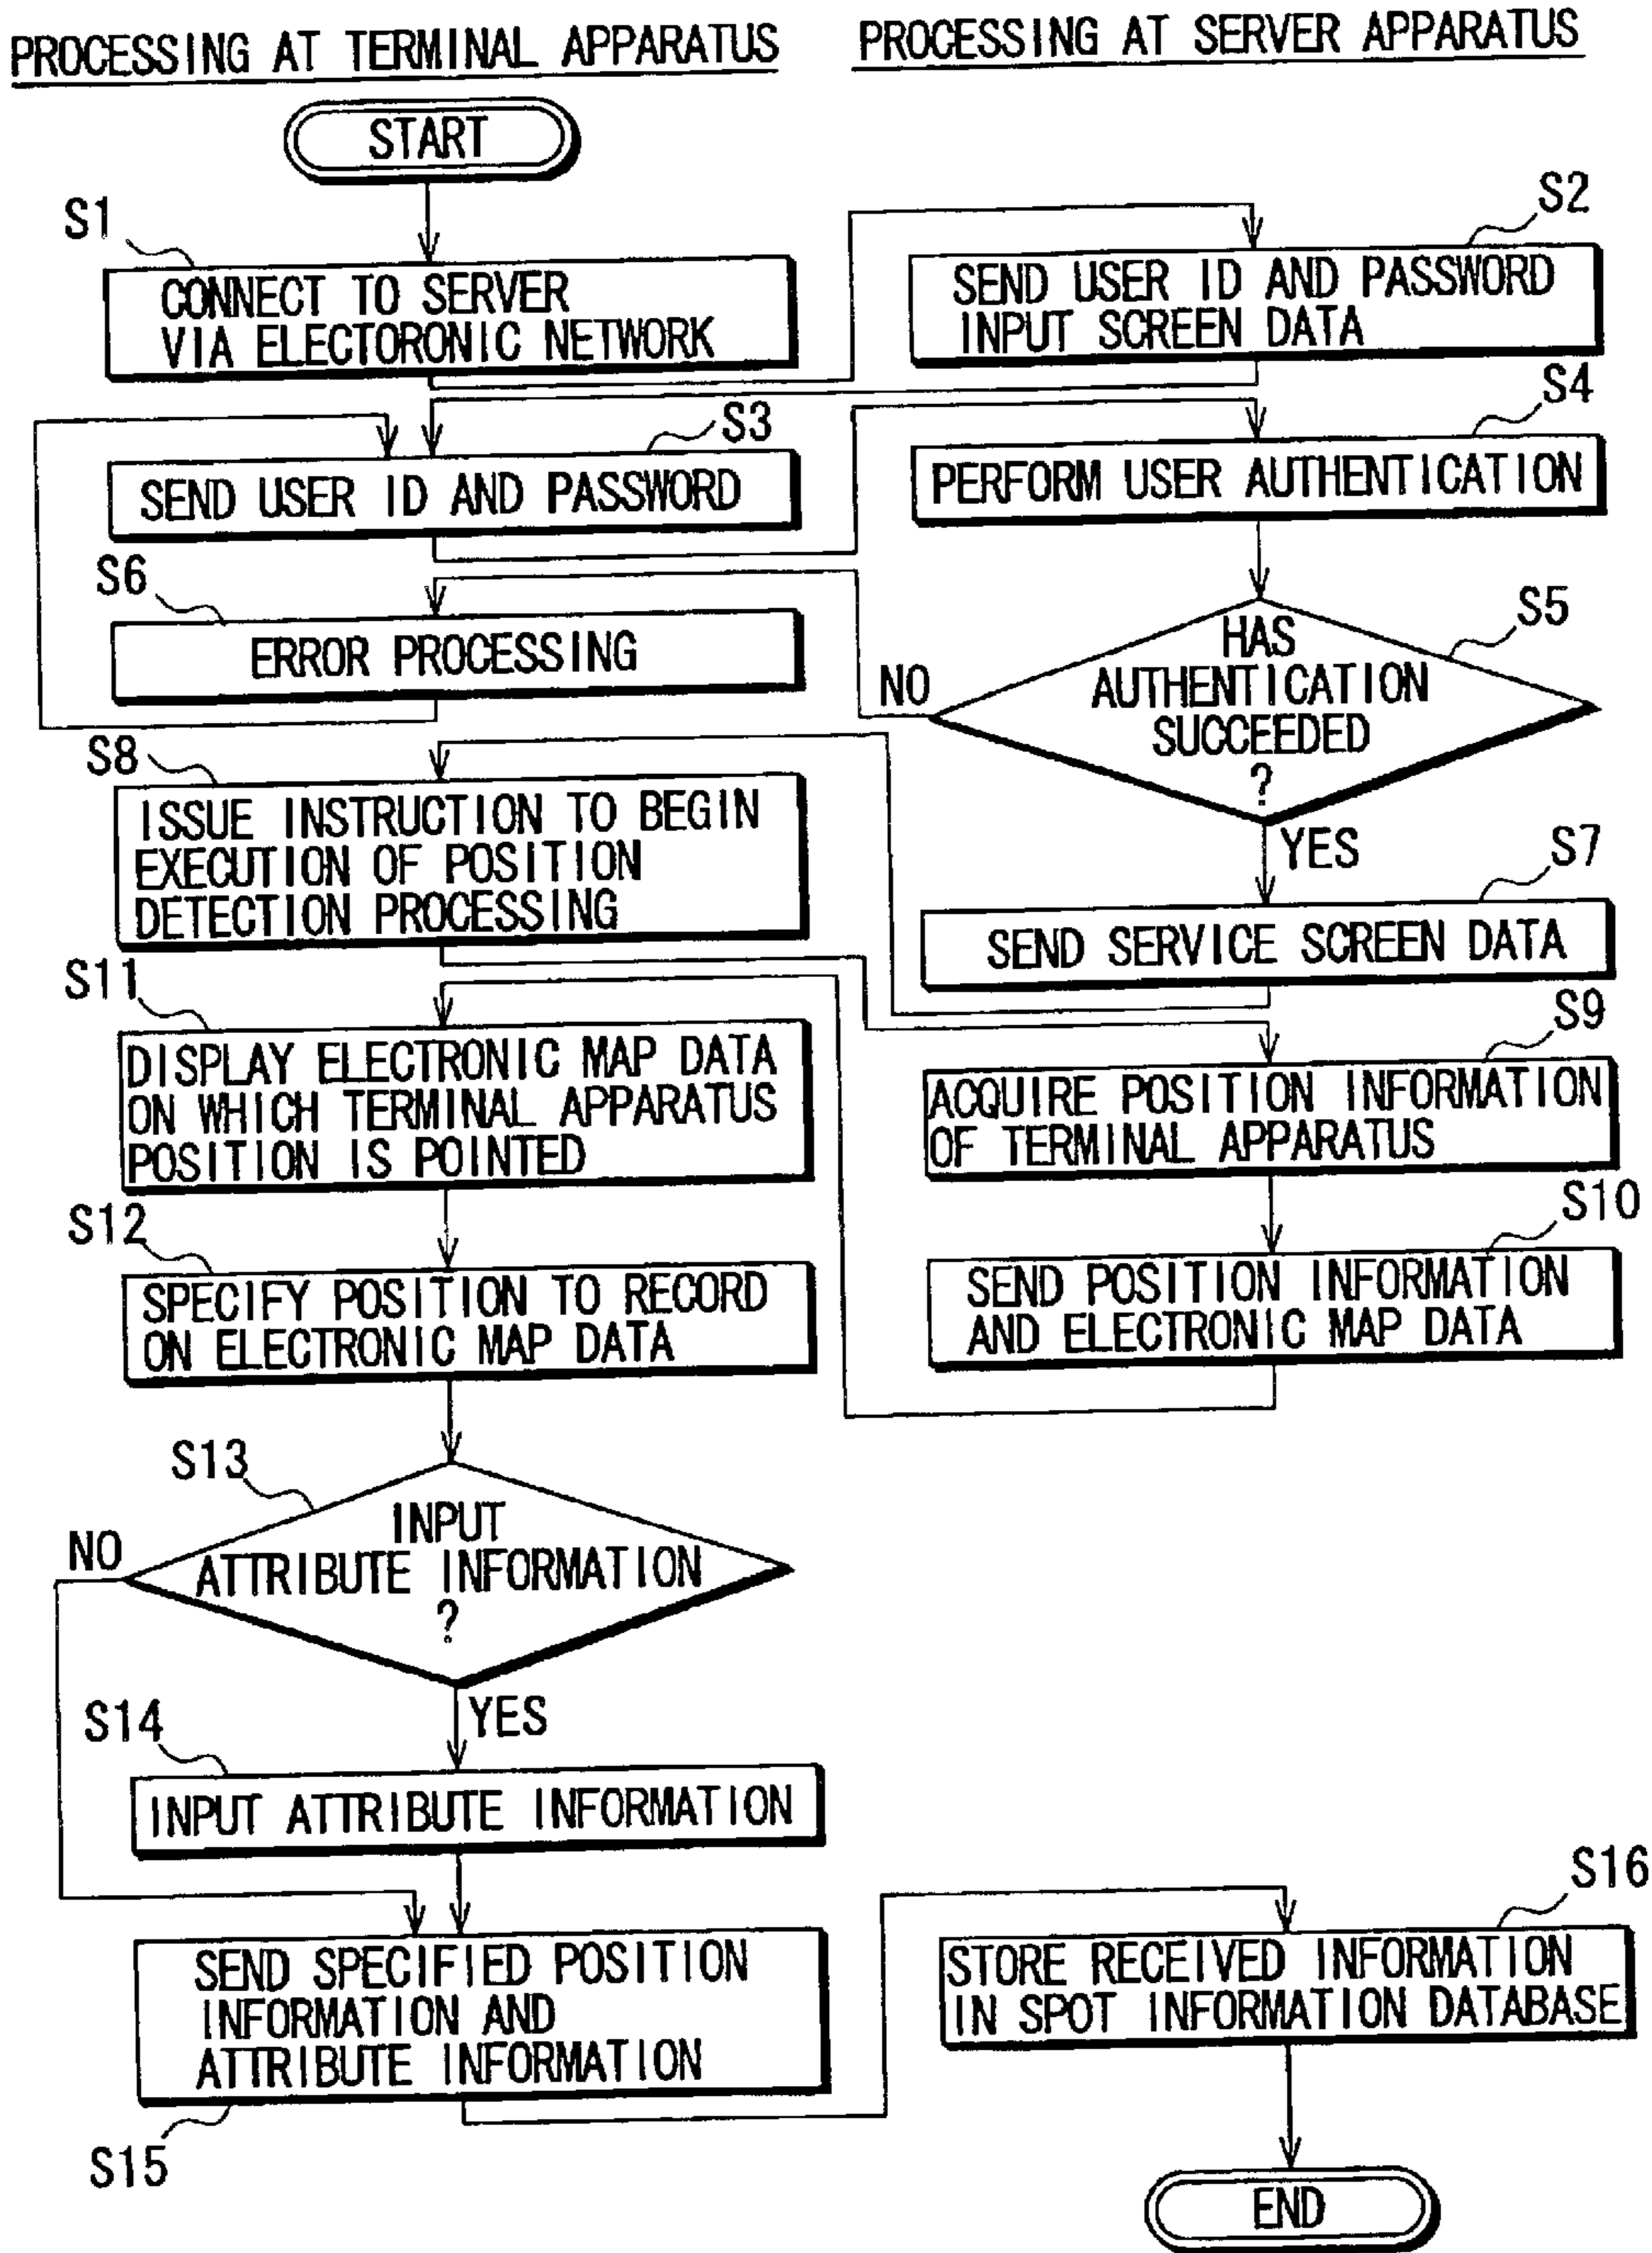 PROCESSING AT TERMINAL APPARATUS
PROCESSING AT SERVER APPARATUS
START
S1
CONNECT TO SERVER
VIA ELECTORONIC NETWORK
S2
SEND USER ID AND PASSWORD
INPUT SCREEN DATA
S3
SEND USER ID AND PASSWORD
S4
PERFORM USER AUTHENTICATION
S5
HAS
AUTHENTICATION
SUCCEEDED
?
NO
YES
S6
ERROR PROCESSING
S7
SEND SERVICE SCREEN DATA
S8
ISSUE INSTRUCTION TO BEGIN
EXECUTION OF POSITION
DETECTION PROCESSING
S9
ACQUIRE POSITION INFORMATION
OF TERMINAL APPARATUS
S10
SEND POSITION INFORMATION
AND ELECTRONIC MAP DATA
S11
DISPLAY ELECTRONIC MAP DATA
ON WHICH TERMINAL APPARATUS
POSITION IS POINTED
S12
SPECIFY POSITION TO RECORD
ON ELECTRONIC MAP DATA
S13
INPUT
ATTRIBUTE INFORMATION
?
NO
YES
S14
INPUT ATTRIBUTE INFORMATION
SEND SPECIFIED POSITION
INFORMATION AND
ATTRIBUTE INFORMATION
S15
S16
STORE RECEIVED INFORMATION
IN SPOT INFORMATION DATABASE
END